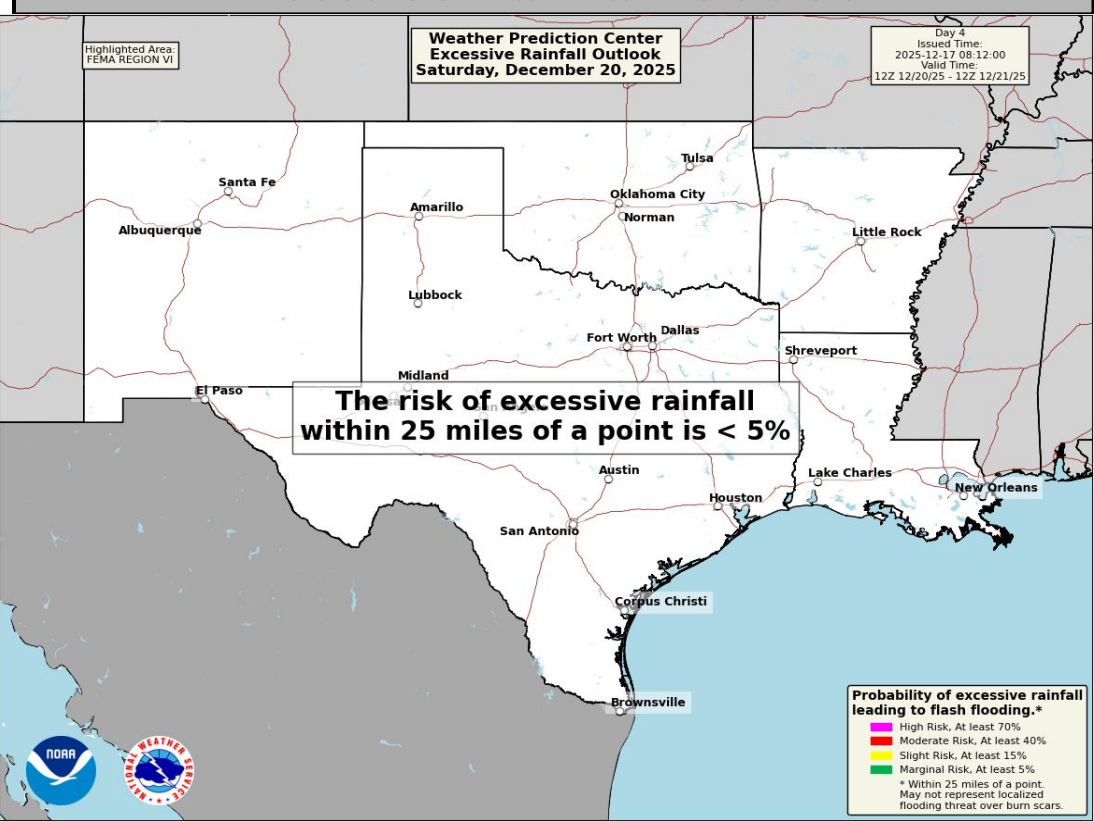 Highlighted Area:
FEMA REGION VI
Weather Prediction Center
Excessive Rainfall Outlook
Saturday, December 20, 2025
Day 4
Issued Time:
2025-12-17 08:12:00
Valid Time:
12Z 12/20/25 - 12Z 12/21/25
Tulsa
Santa Fe
Oklahoma City
Amarillo
Norman
Albuquerque
Little Rock
Lubbock
Fort Worth
Dallas
Shreveport
Midland
El Paso
The risk of excessive rainfall
within 25 miles of a point is < 5%
Austin
Lake Charles
New Orleans
Houston
San Antonio
Corpus Christi
Brownsville
Probability of excessive rainfall
leading to flash flooding.*
High Risk, At least 70%
Moderate Risk, At least 40%
Slight Risk, At least 15%
Marginal Risk, At least 5%
* Within 25 miles of a point.
May not represent localized
flooding threat over burn scars.
NOAA
NATIONAL WEATHER SERVICE